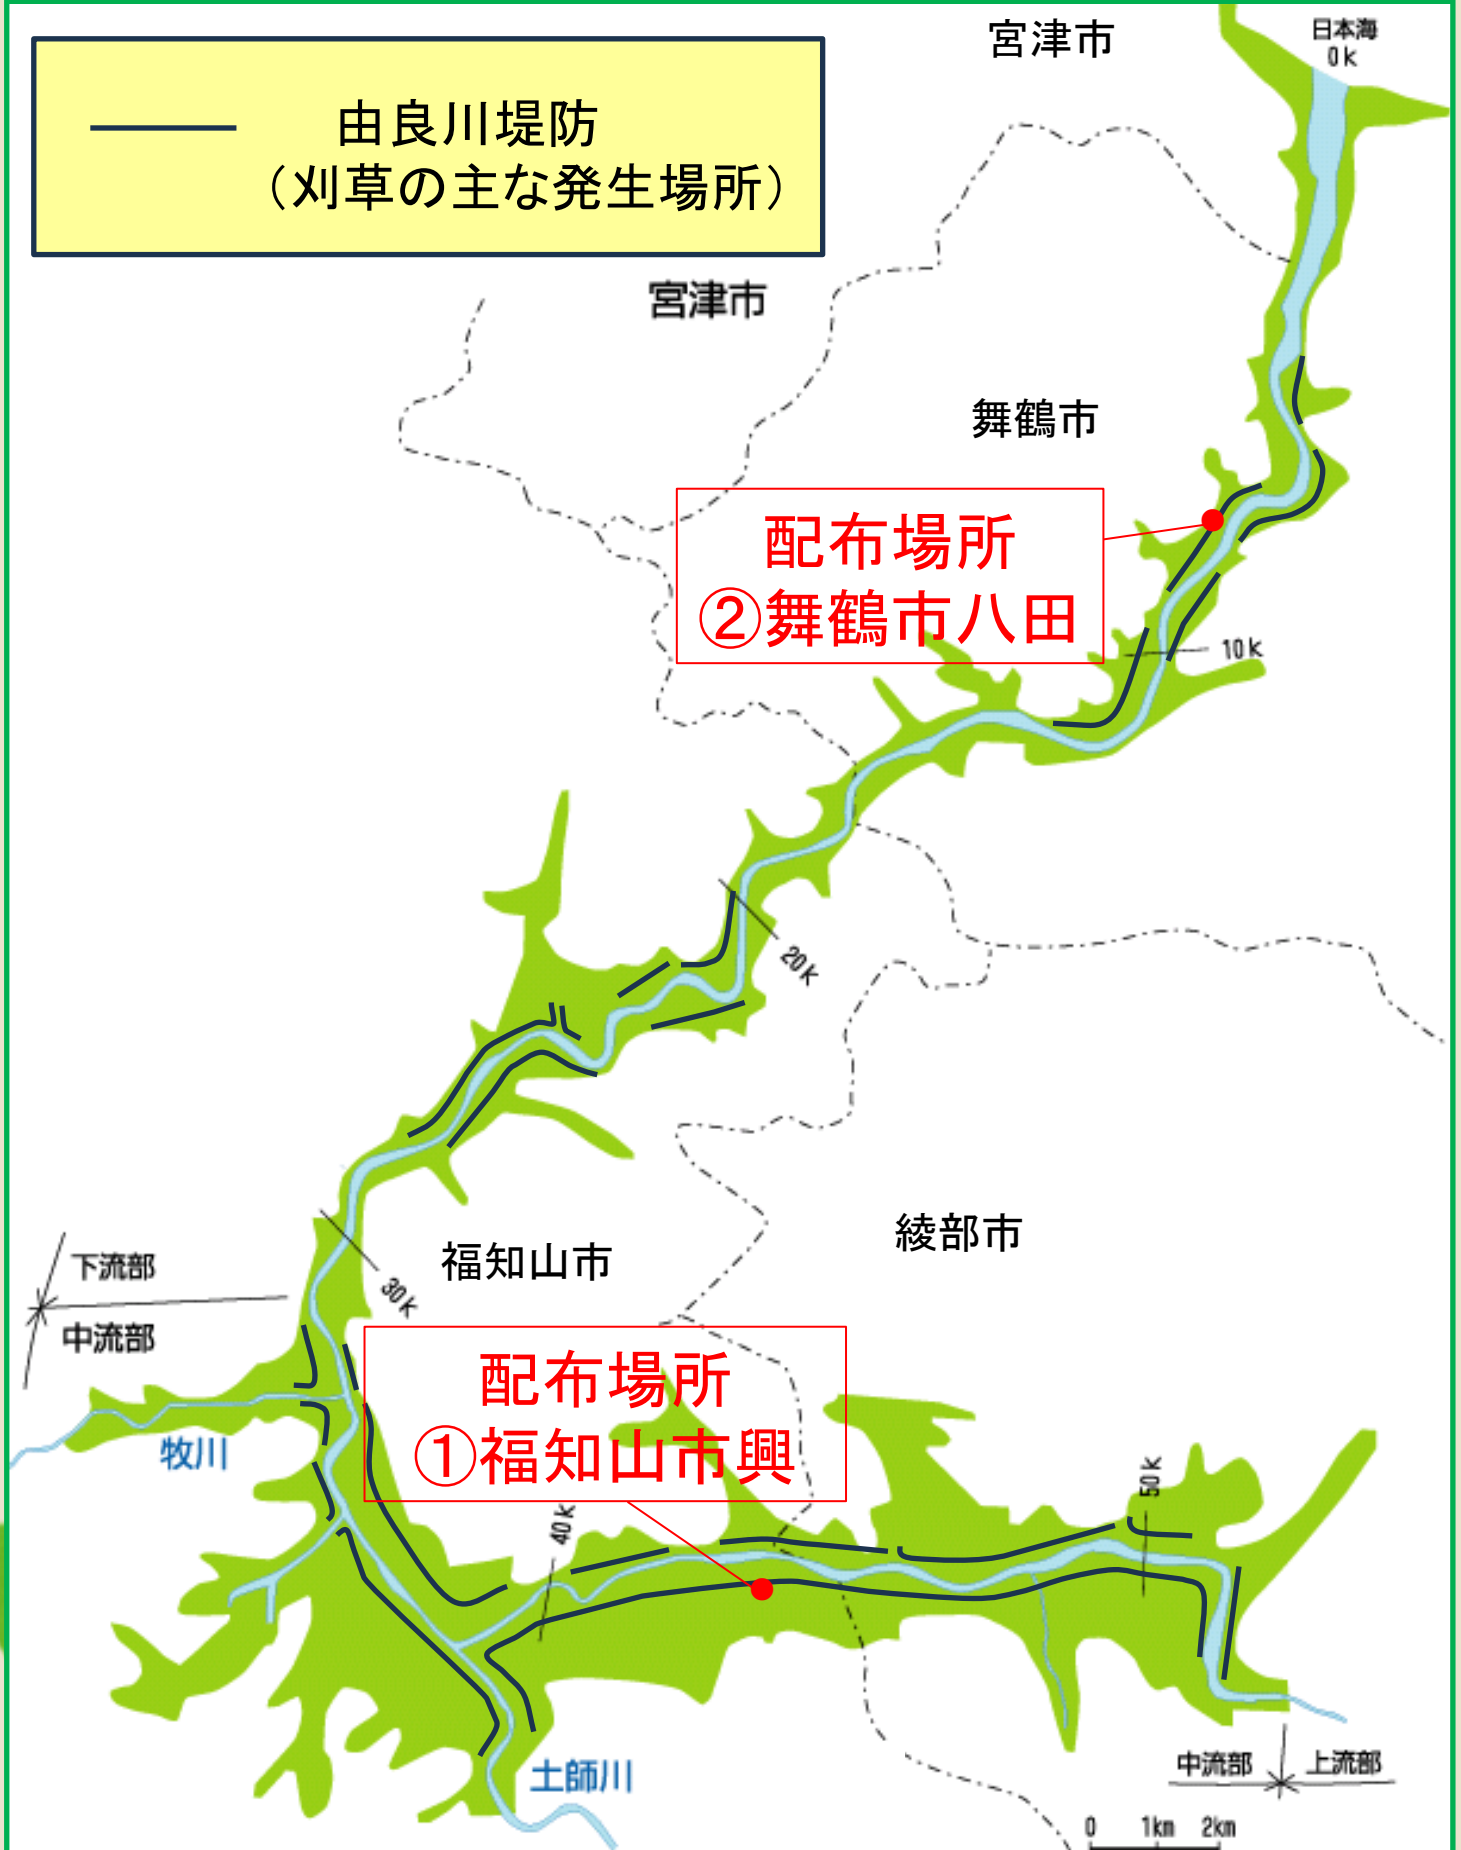 宮津市
日本海
0k
由良川堤防
（刈草の主な発生場所）
宮津市
舞鶴市
配布場所
②舞鶴市八田
10k
20k
綾部市
福知山市
30k
下流部
中流部
配布場所
①福知山市興
牧川
40k
50k
土師川
中流部
上流部
0 1km 2km